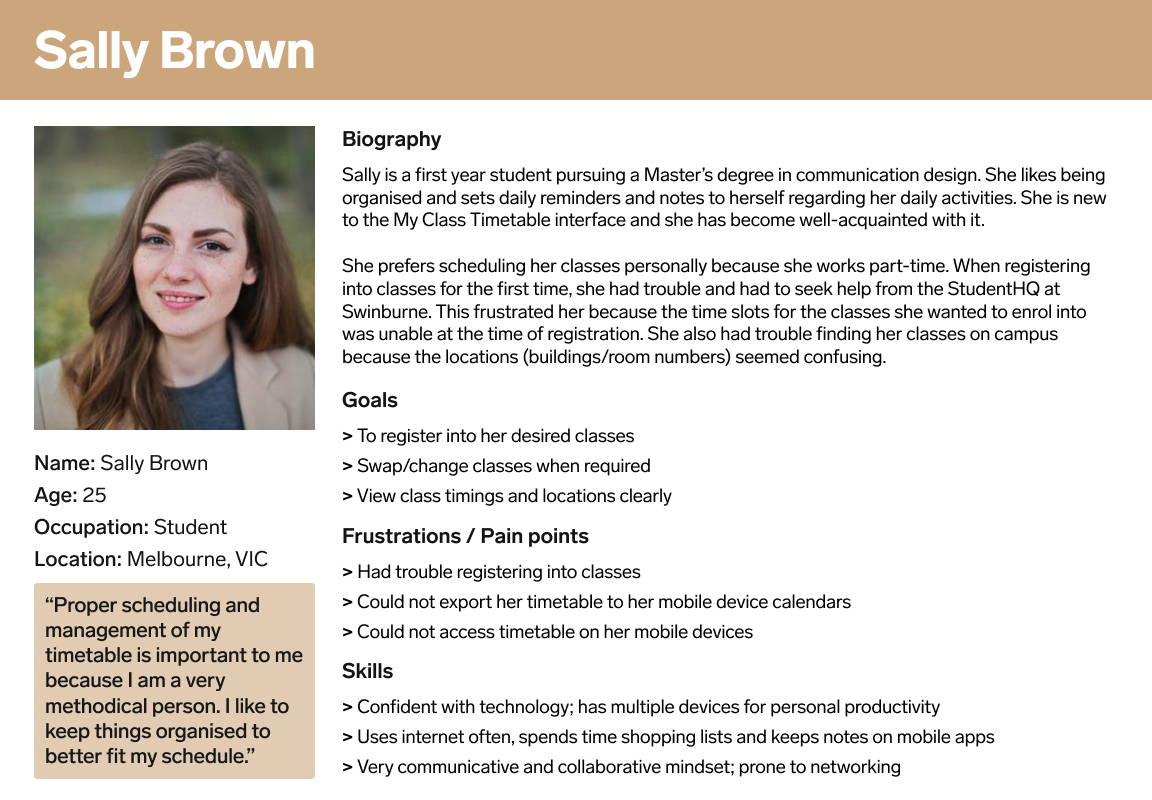 Sally Brown
Biography
Sally is a first year student pursuing a Master’s degree in communication design. She likes being
organised and sets daily reminders and notes to herself regarding her daily activities. She is new
to the My Class Timetable interface and she has become well-acquainted with it.
She prefers scheduling her classes personally because she works part-time. When registering
into classes for the first time, she had trouble and had to seek help from the StudentHQ at
Swinburne. This frustrated her because the time slots for the classes she wanted to enrol into
was unable at the time of registration. She also had trouble finding her classes on campus
because the locations (buildings/room numbers) seemed confusing.
Goals
> To register into her desired classes
> Swap/change classes when required
> View class timings and locations clearly
Frustrations / Pain points
> Had trouble registering into classes
> Could not export her timetable to her mobile device calendars
> Could not access timetable on her mobile devices
Skills
> Confident with technology; has multiple devices for personal productivity
> Uses internet often, spends time shopping lists and keeps notes on mobile apps
> Very communicative and collaborative mindset; prone to networking
Name: Sally Brown
Age: 25
Occupation: Student
Location: Melbourne, VIC
“Proper scheduling and
management of my
timetable is important to me
because I am a very
methodical person. I like to
keep things organised to
better fit my schedule.”